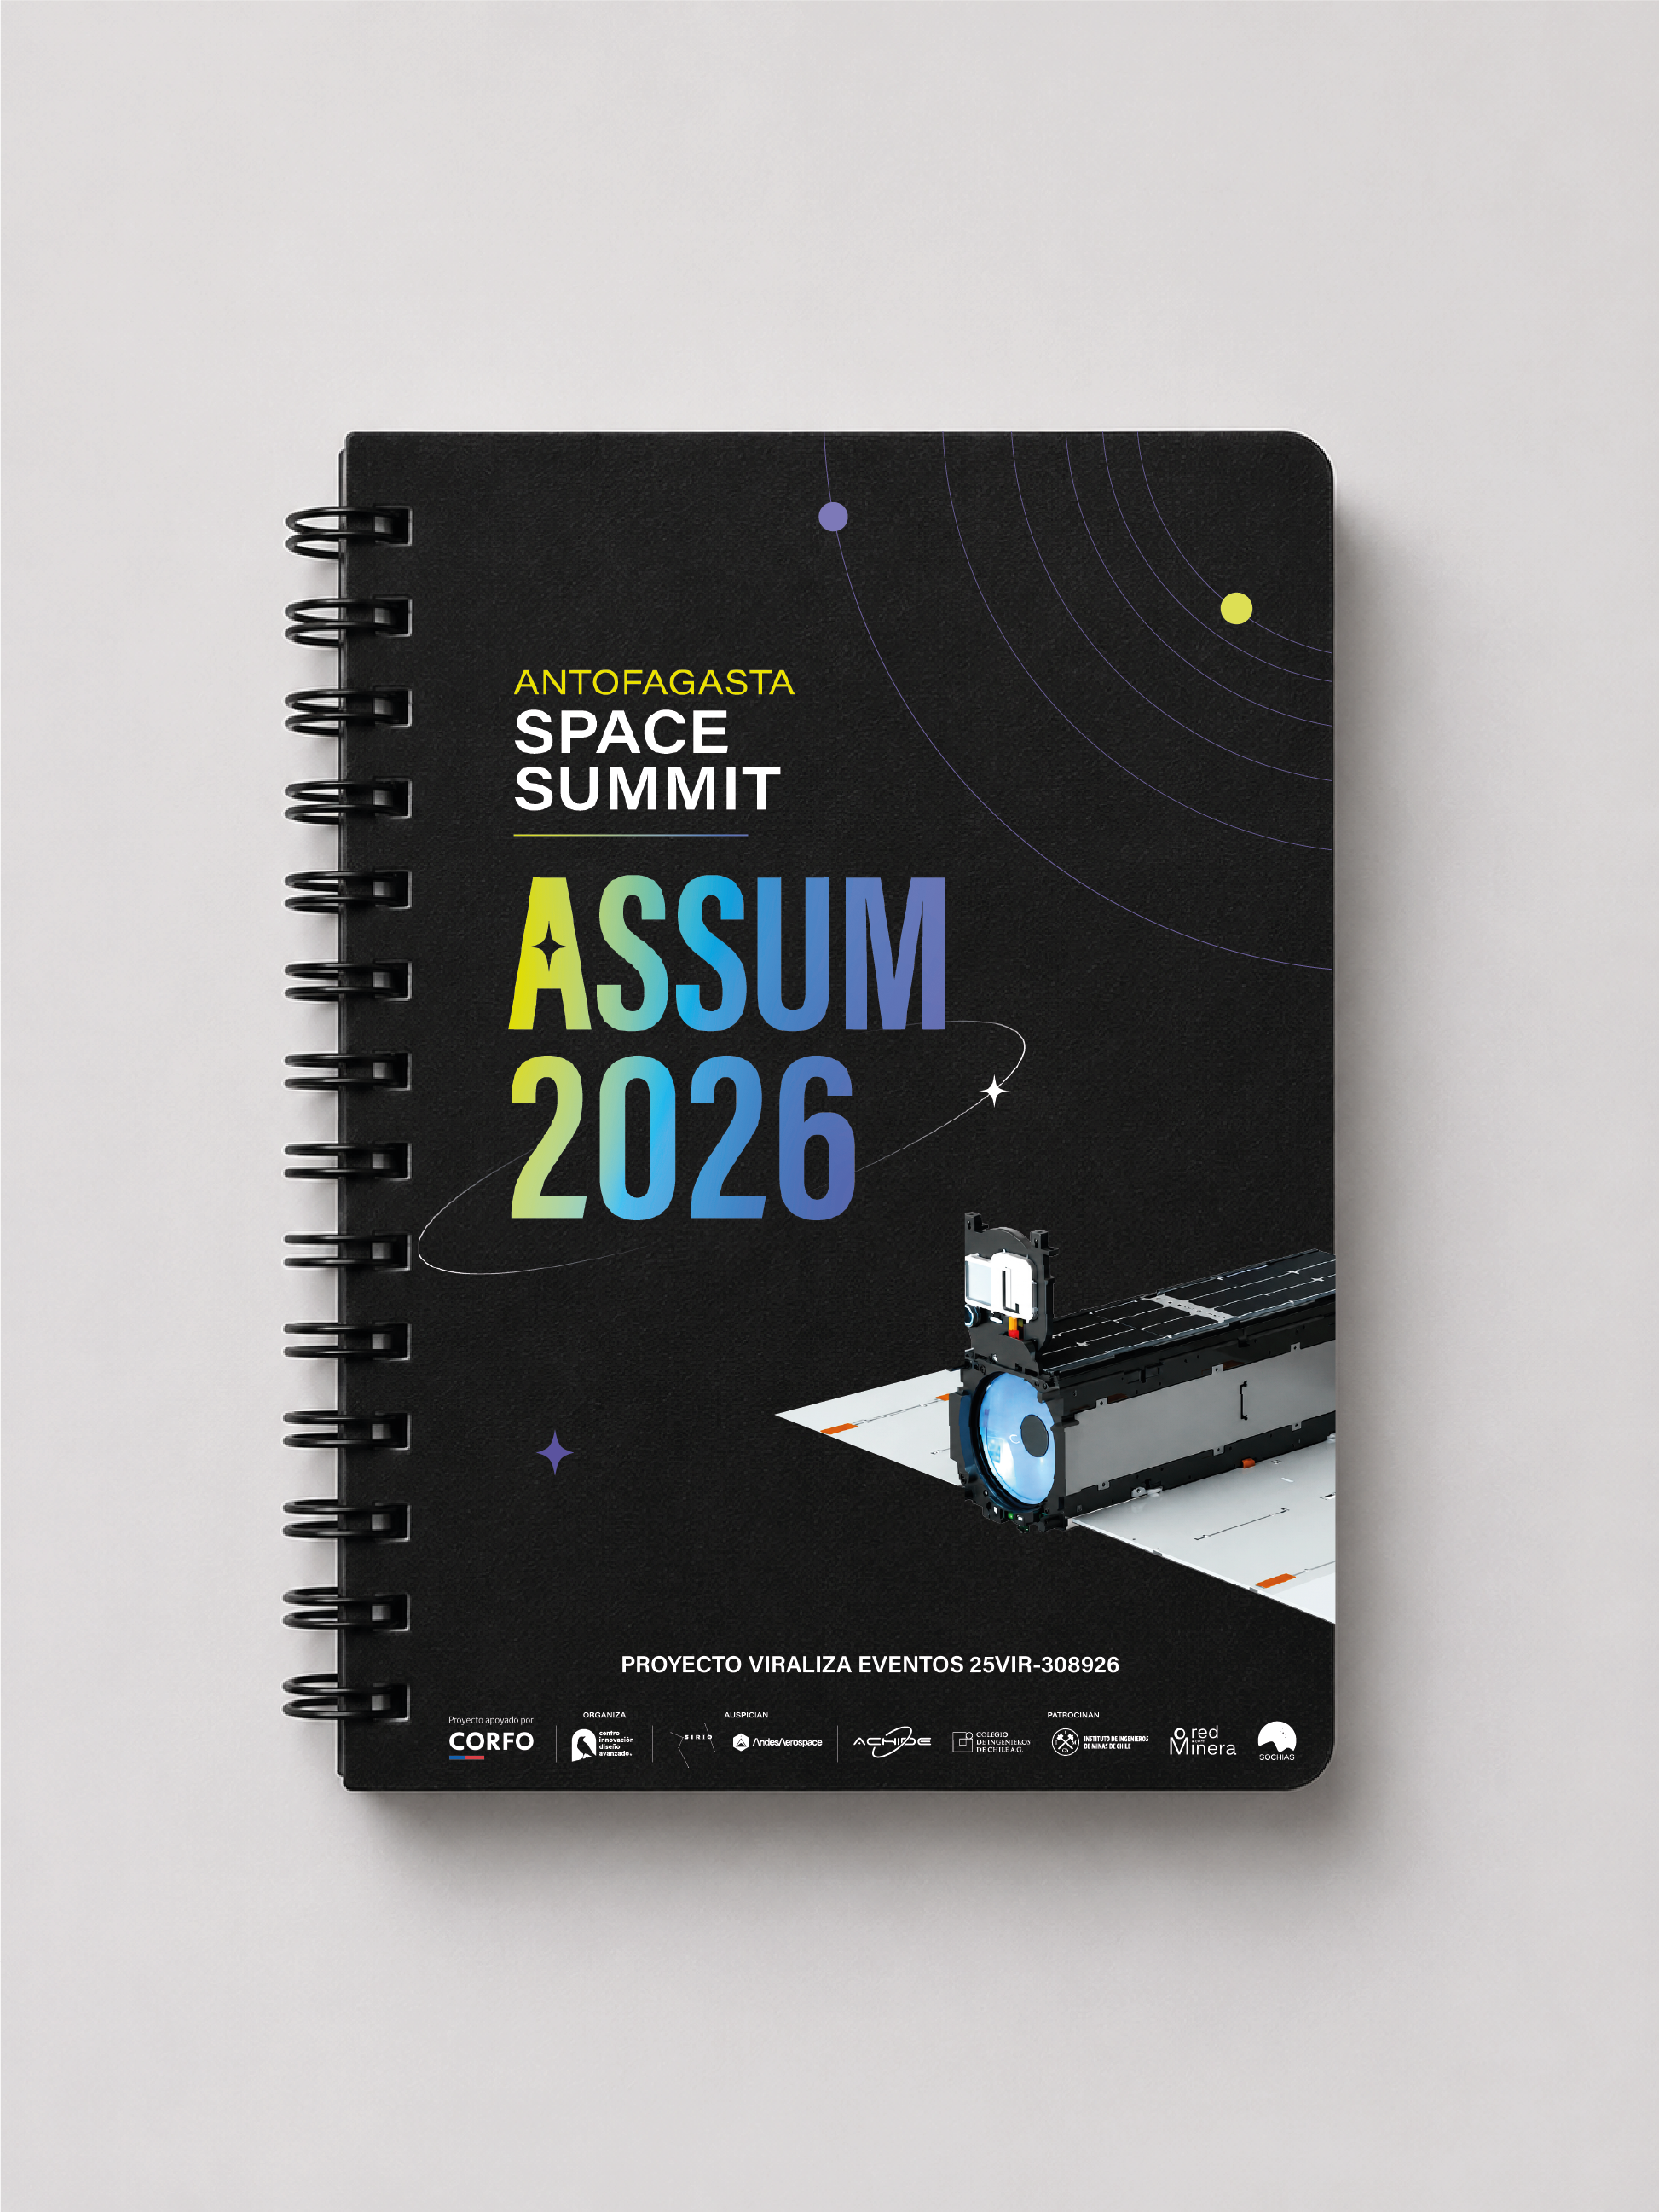 ANTOFAGASTA
SPACE
SUMMIT
ASSUM
2026
PROYECTO VIRALIZA EVENTOS 25VIR-308926
Proyecto apoyado por
CORFO
ORGANIZA
centro
innovación
diseño
avanzado.
AUSPICIAN
SIRIO
AndesAerospace
ACHIDE
PATROCINAN
COLEGIO
DE INGENIEROS
DE CHILE A.G.
INSTITUTO DE INGENIEROS
DE MINAS DE CHILE
red
.com
Minera
SOCHIAS